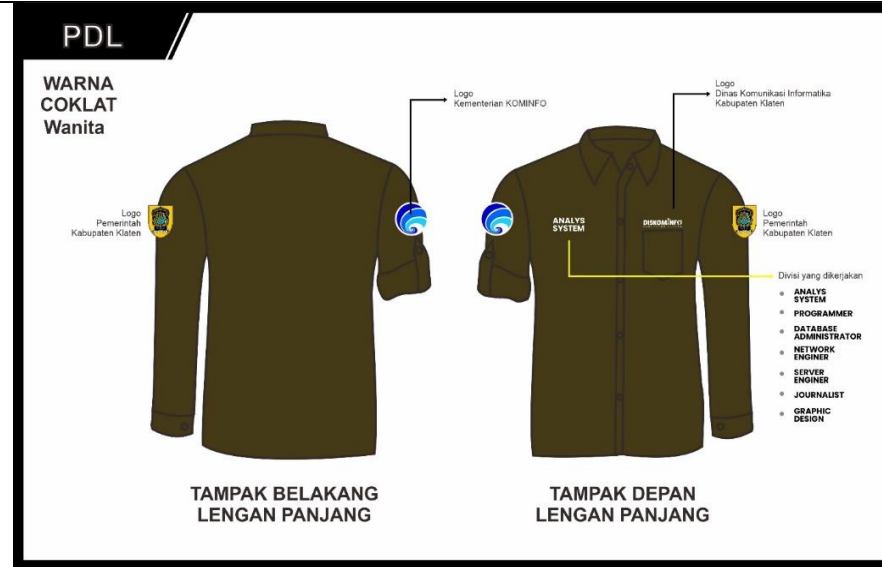 PDL
WARNA
COKLAT
Wanita
Logo
Kementerian KOMINFO
Logo
Dinas Komunikasi Informatika
Kabupaten Klaten
Logo
Pemerintah
Kabupaten Klaten
ANALYS
SYSTEM
DISKOMINFO
Logo
Pemerintah
Kabupaten Klaten
Divisi yang dikerjakan
ANALYS
SYSTEM
PROGRAMMER
DATABASE
ADMINISTRATOR
NETWORK
ENGINER
SERVER
ENGINER
JOURNALIST
GRAPHIC
DESIGN
TAMPAK BELAKANG
LENGAN PANJANG
TAMPAK DEPAN
LENGAN PANJANG